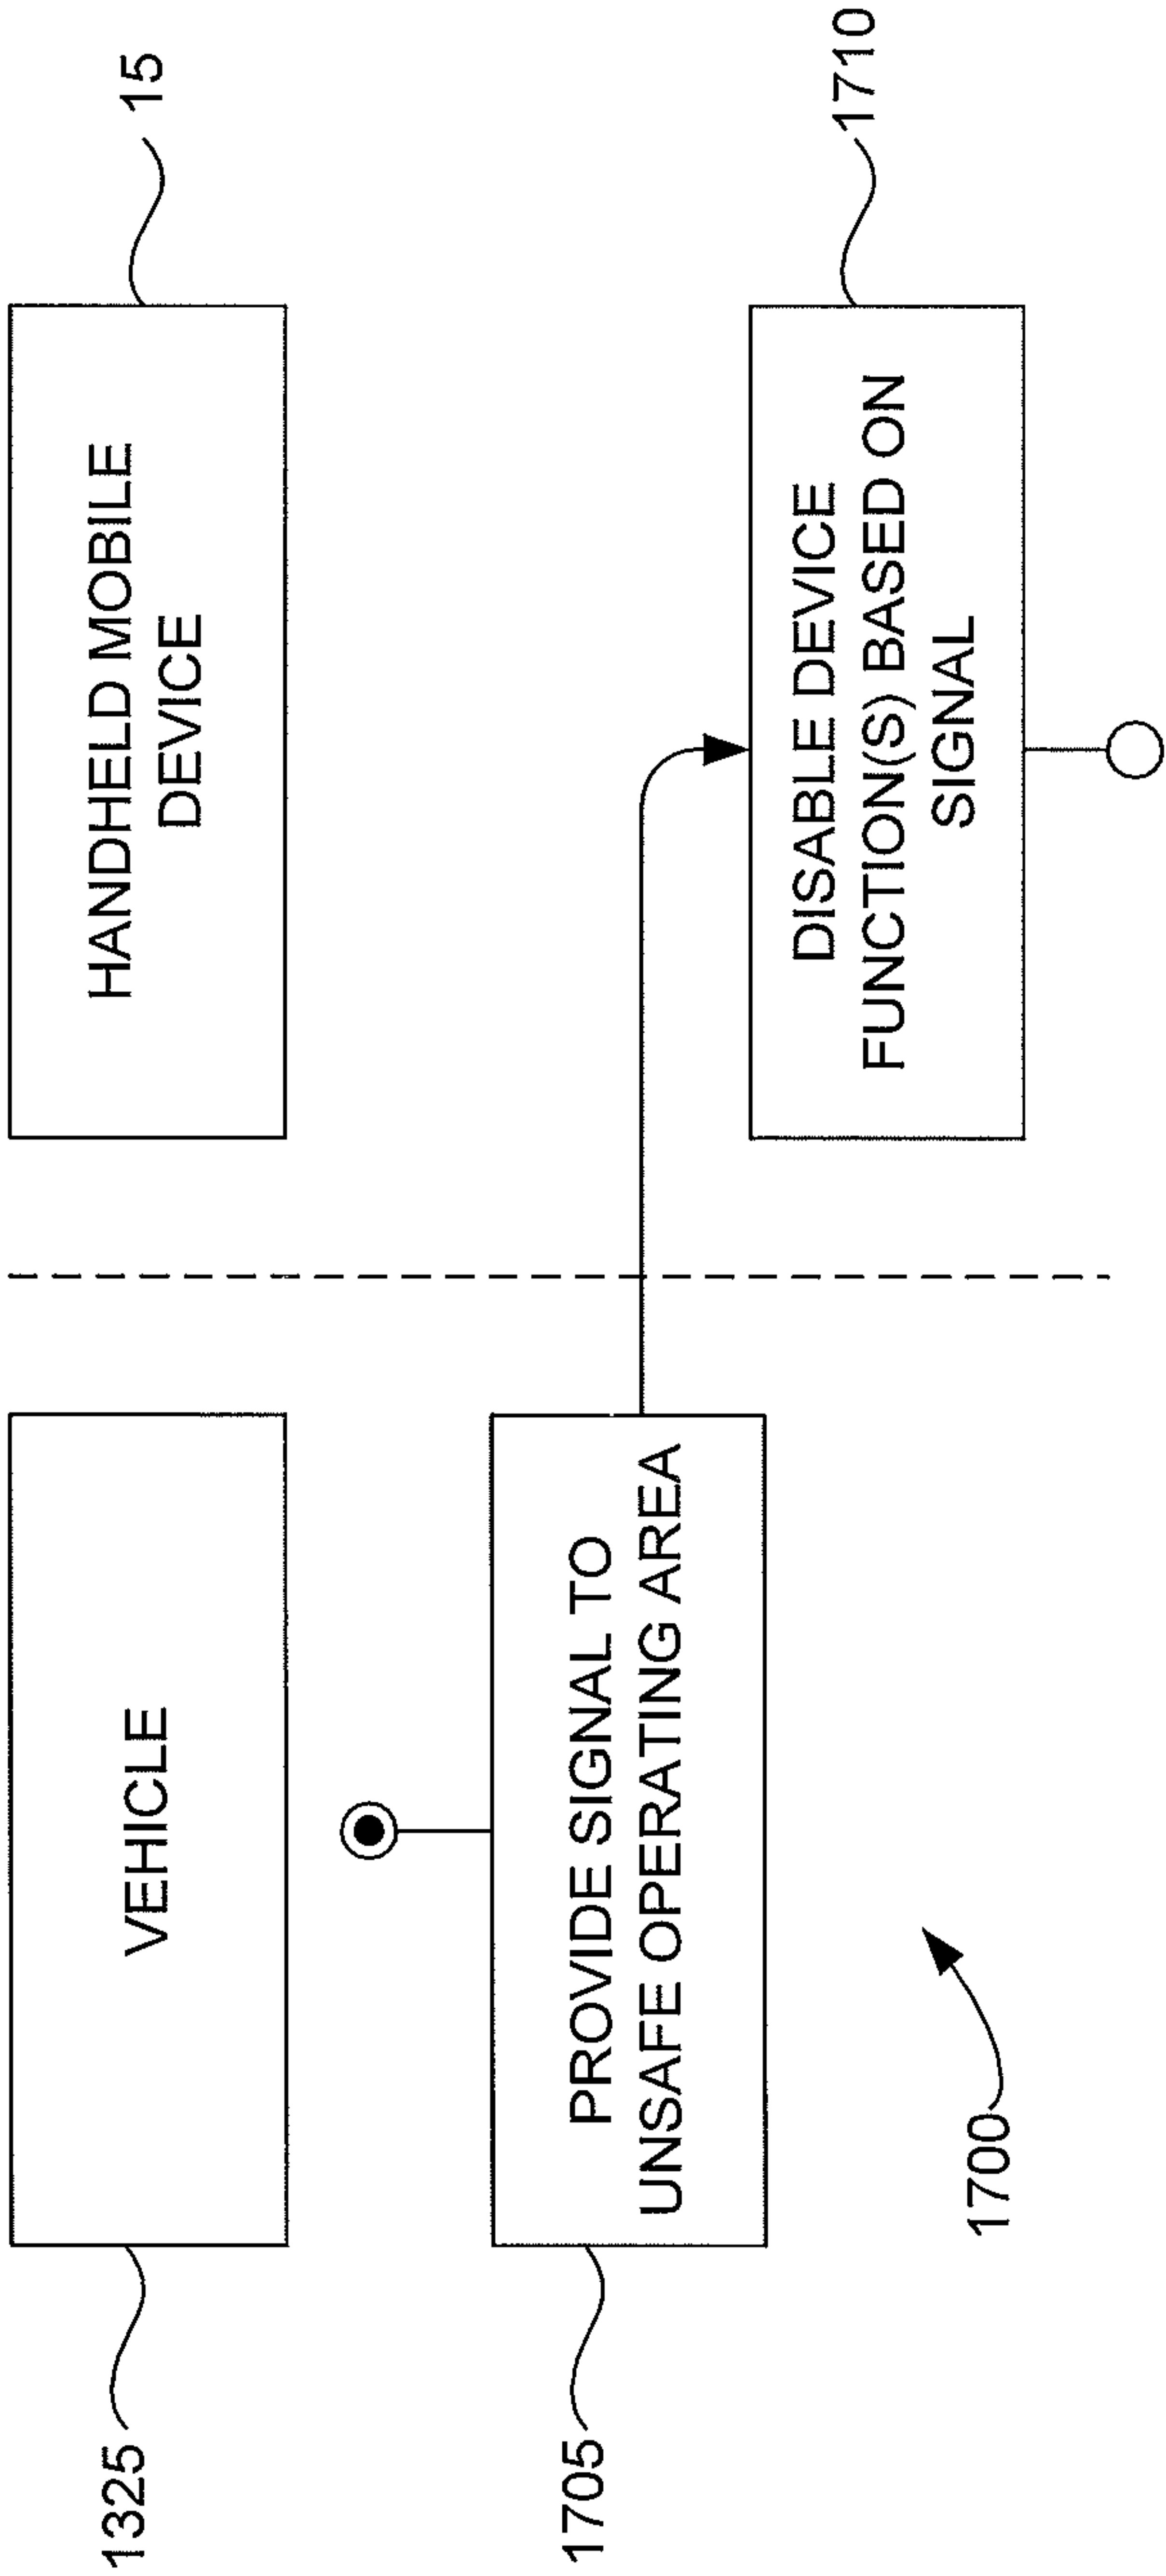 1325
VEHICLE
HANDHELD MOBILE
DEVICE
15
1705
PROVIDE SIGNAL TO
UNSAFE OPERATING AREA
DISABLE DEVICE
FUNCTION(S) BASED ON
SIGNAL
1710
1700